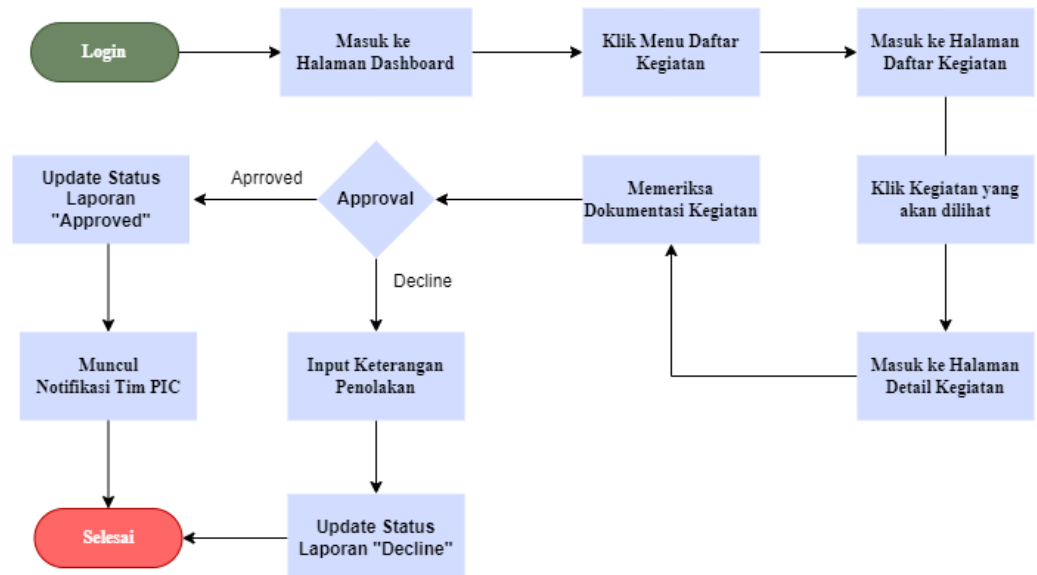 Login
Masuk ke
Halaman Dashboard
Klik Menu Daftar
Kegiatan
Masuk ke Halaman
Daftar Kegiatan
Klik Kegiatan yang
akan dilihat
Masuk ke Halaman
Detail Kegiatan
Memeriksa
Dokumentasi Kegiatan
Approval
Aprroved
Update Status
Laporan
"Approved"
Muncul
Notifikasi Tim PIC
Decline
Input Keterangan
Penolakan
Update Status
Laporan "Decline"
Selesai